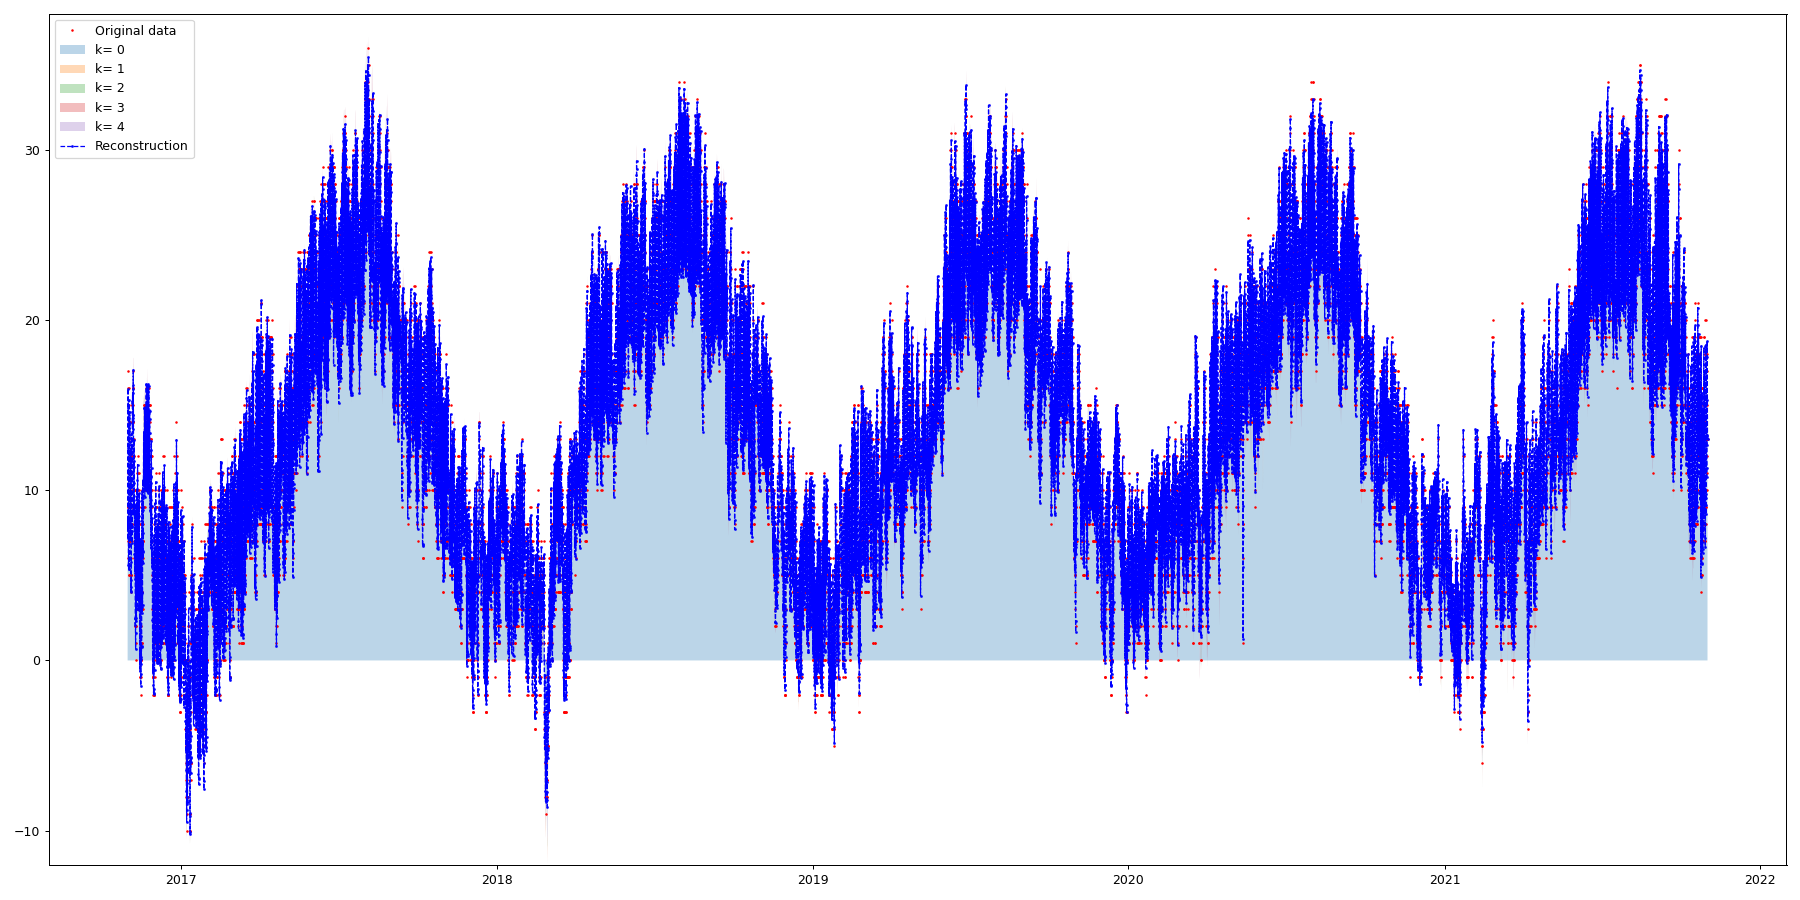 Original data
k= 0
k= 1
k= 2
k= 3
k= 4
Reconstruction
30
20
10
0
−10
2017 2018 2019 2020 2021 2022